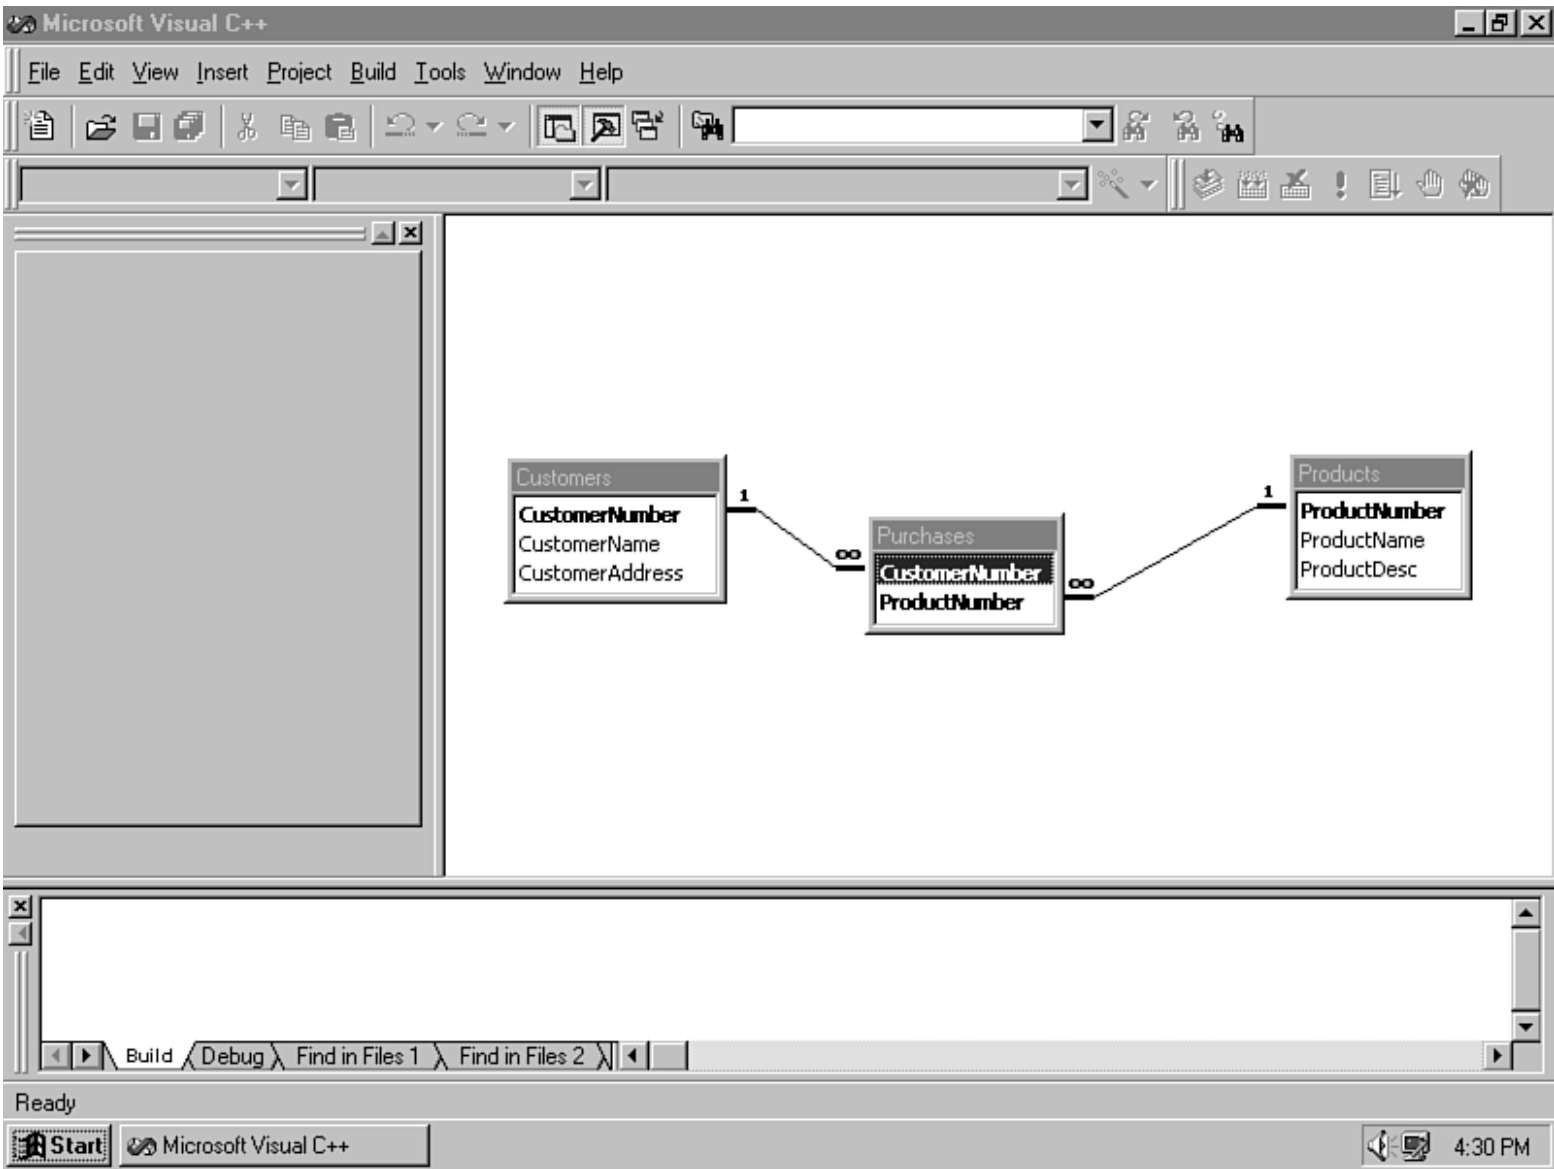 Microsoft Visual C++
File Edit View Insert Project Build Tools Window Help
Customers
CustomerNumber
CustomerName
CustomerAddress
1
∞
Purchases
CustomerNumber
ProductNumber
∞
1
Products
ProductNumber
ProductName
ProductDesc
Build Debug Find in Files 1 Find in Files 2
Ready
Start Microsoft Visual C++ 4:30 PM